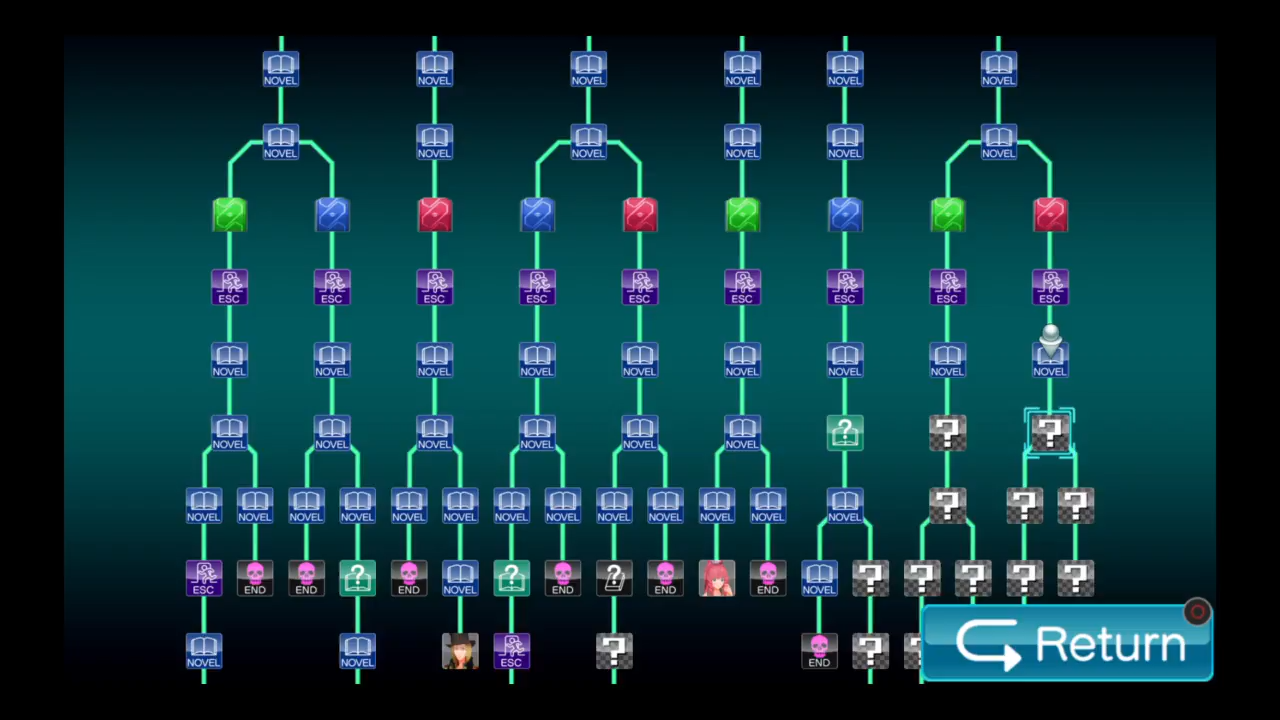 NOVEL NOVEL NOVEL NOVEL NOVEL NOVEL
NOVEL NOVEL NOVEL NOVEL NOVEL NOVEL
ESC ESC ESC ESC ESC ESC ESC ESC ESC
NOVEL NOVEL NOVEL NOVEL NOVEL NOVEL NOVEL NOVEL NOVEL
NOVEL NOVEL NOVEL NOVEL NOVEL NOVEL ? ? ?
NOVEL NOVEL NOVEL NOVEL NOVEL NOVEL NOVEL NOVEL NOVEL NOVEL NOVEL NOVEL NOVEL ? ? ?
ESC END END ? END NOVEL ? END ? END END NOVEL ? ? ? ? ?
NOVEL NOVEL ESC ? END ? ?
Return